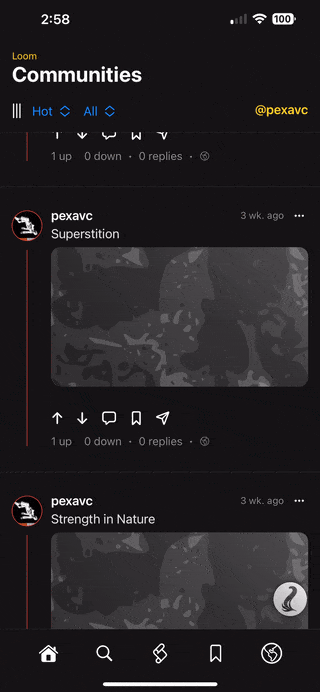 2:58
100
Loom
Communities
Hot All @pexavc
1 up 0 down · 0 replies ·
pexavc 3 wk. ago
Superstition
1 up 0 down · 0 replies ·
pexavc 3 wk. ago
Strength in Nature